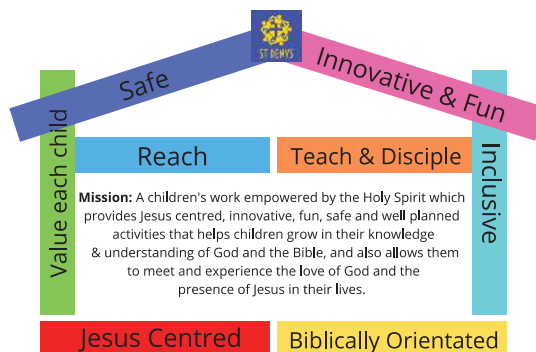 ST DENYS
Safe
Innovative & Fun
Value each child
Reach
Teach & Disciple
Inclusive
Mission: A children's work empowered by the Holy Spirit which
provides Jesus centred, innovative, fun, safe and well planned
activities that helps children grow in their knowledge
& understanding of God and the Bible, and also allows them
to meet and experience the love of God and the
presence of Jesus in their lives.
Jesus Centred
Biblically Orientated